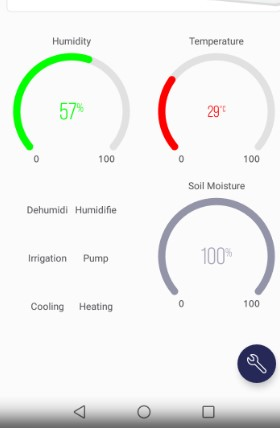 Humidity
57%
0 100
Temperature
29°C
0 100
Dehumidi Humidifie
Irrigation Pump
Cooling Heating
Soil Moisture
100%
0 100